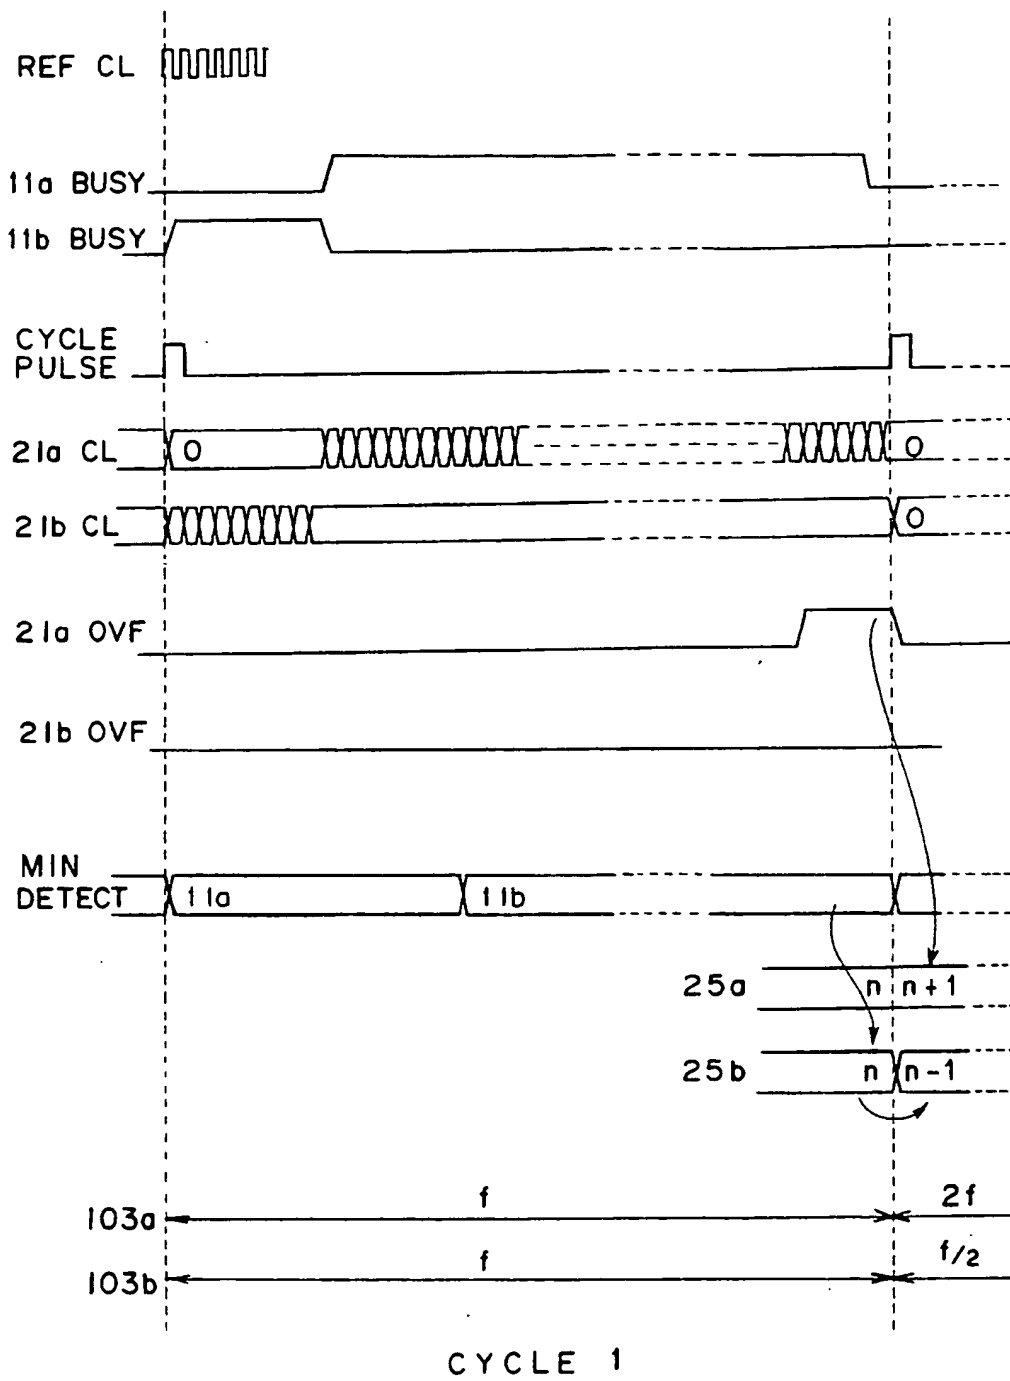 REF CL
11a BUSY
11b BUSY
CYCLE
PULSE
21a CL 0 0
21b CL 0
21a OVF
21b OVF
MIN
DETECT 11a 11b
25a n n+1
25b n n-1
103a f 2f
103b f f/2
CYCLE 1